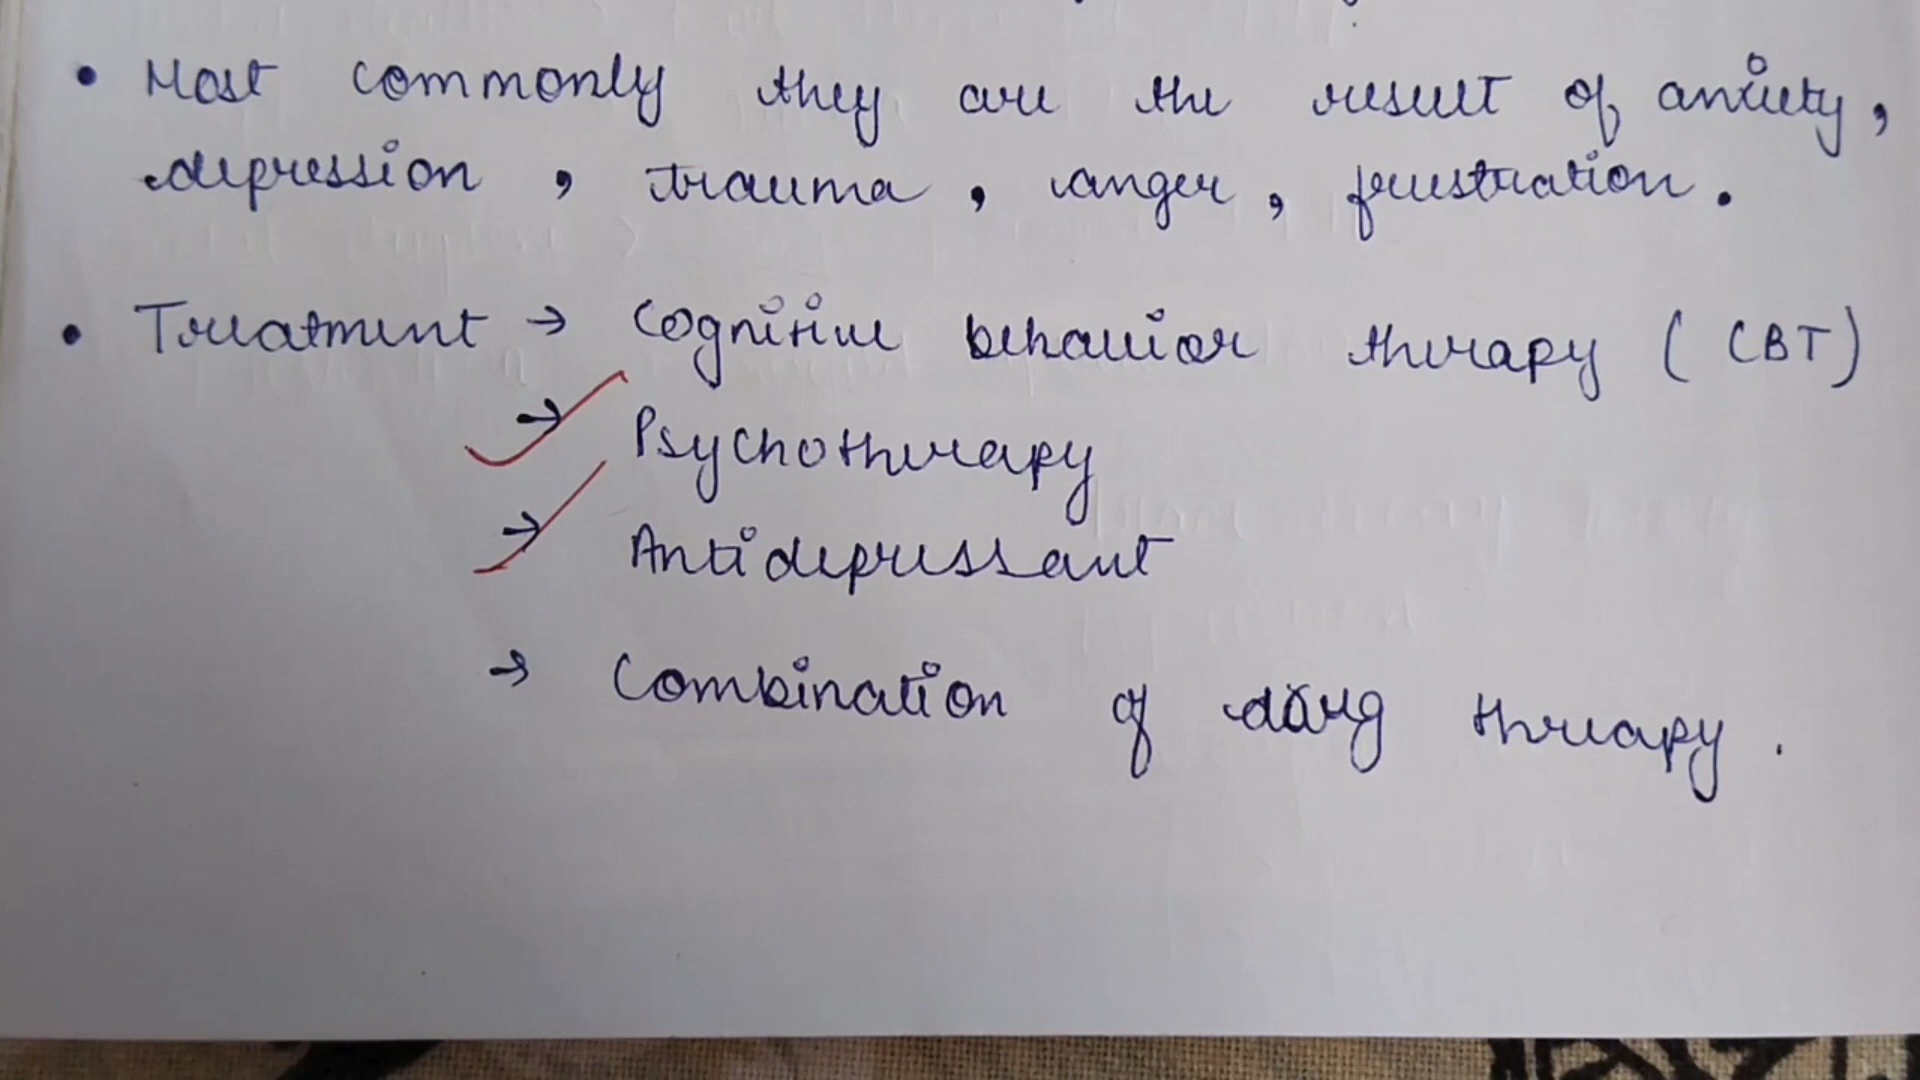 • Most commonly they are the result of anxiety,
depression, trauma, anger, frustration.
• Treatment → Cognitive behavior therapy (CBT)
→ Psychotherapy
→ Antidepressant
→ Combination of drug therapy.